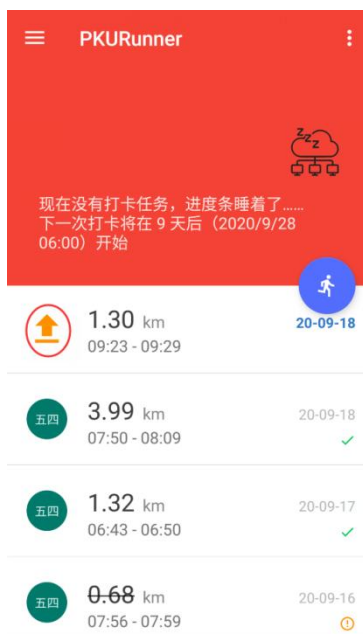 PKURunner
zzz
现在没有打卡任务，进度条睡着了......
下一次打卡将在 9 天后（2020/9/28
06:00）开始
1.30 km
20-09-18
09:23 - 09:29
五四
3.99 km
20-09-18
07:50 - 08:09
五四
1.32 km
20-09-17
06:43 - 06:50
五四
0.68 km
20-09-16
07:56 - 07:59